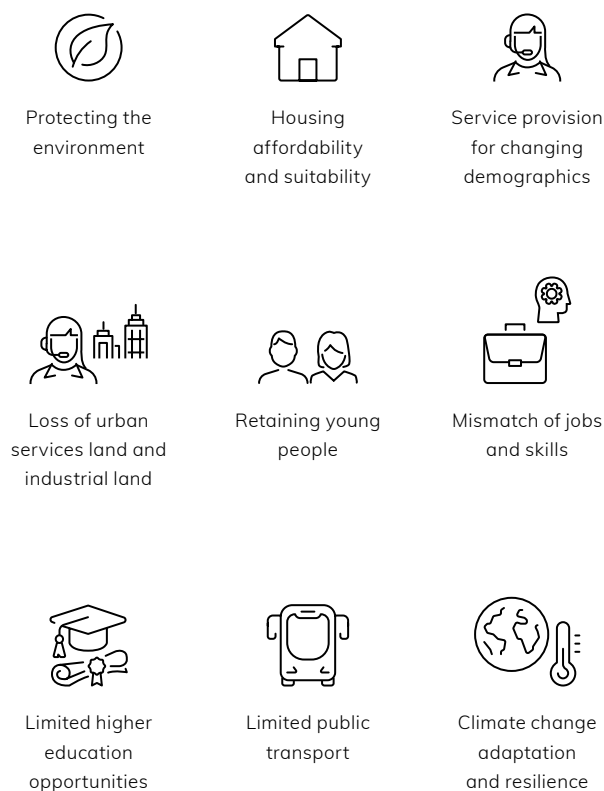 Protecting the
environment
Housing
affordability
and suitability
Service provision
for changing
demographics
Loss of urban
services land and
industrial land
Retaining young
people
Mismatch of jobs
and skills
Limited higher
education
opportunities
Limited public
transport
Climate change
adaptation
and resilience